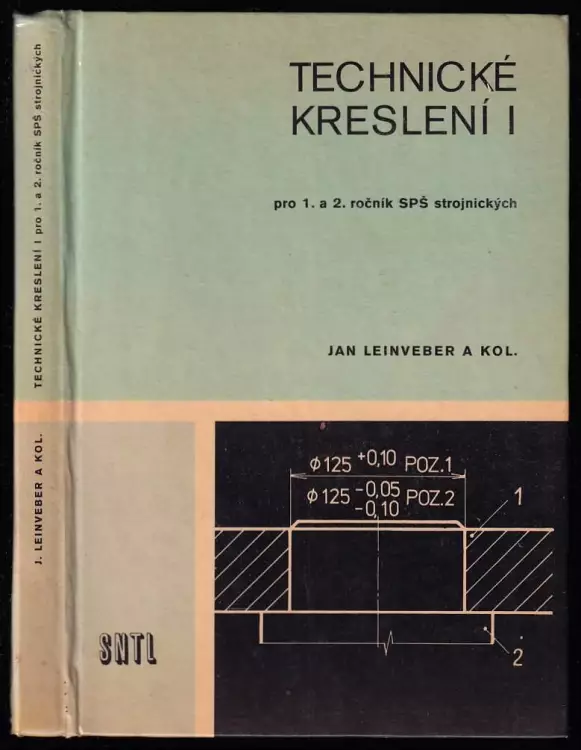 TECHNICKÉ
KRESLENÍ I
pro 1. a 2. ročník SPŠ strojnických
JAN LEINVEBER A KOL.
⌀125 +0,10 POZ.1
⌀125 -0,05 POZ.2
-0,10
1
2
SNTL
J. LEINVEBER A KOL. TECHNICKÉ KRESLENÍ I pro 1. a 2. ročník SPŠ strojnických